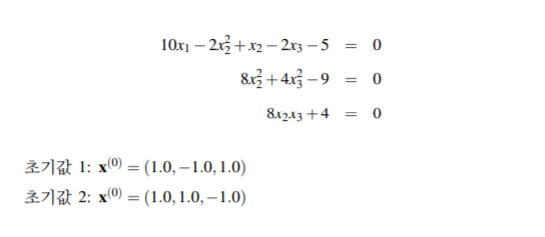 10x₁ − 2x₂² + x₂ − 2x₃ − 5 = 0
8x₂² + 4x₃² − 9 = 0
8x₂x₃ + 4 = 0
초기값 1: x⁽⁰⁾ = (1.0, −1.0, 1.0)
초기값 2: x⁽⁰⁾ = (1.0, 1.0, −1.0)